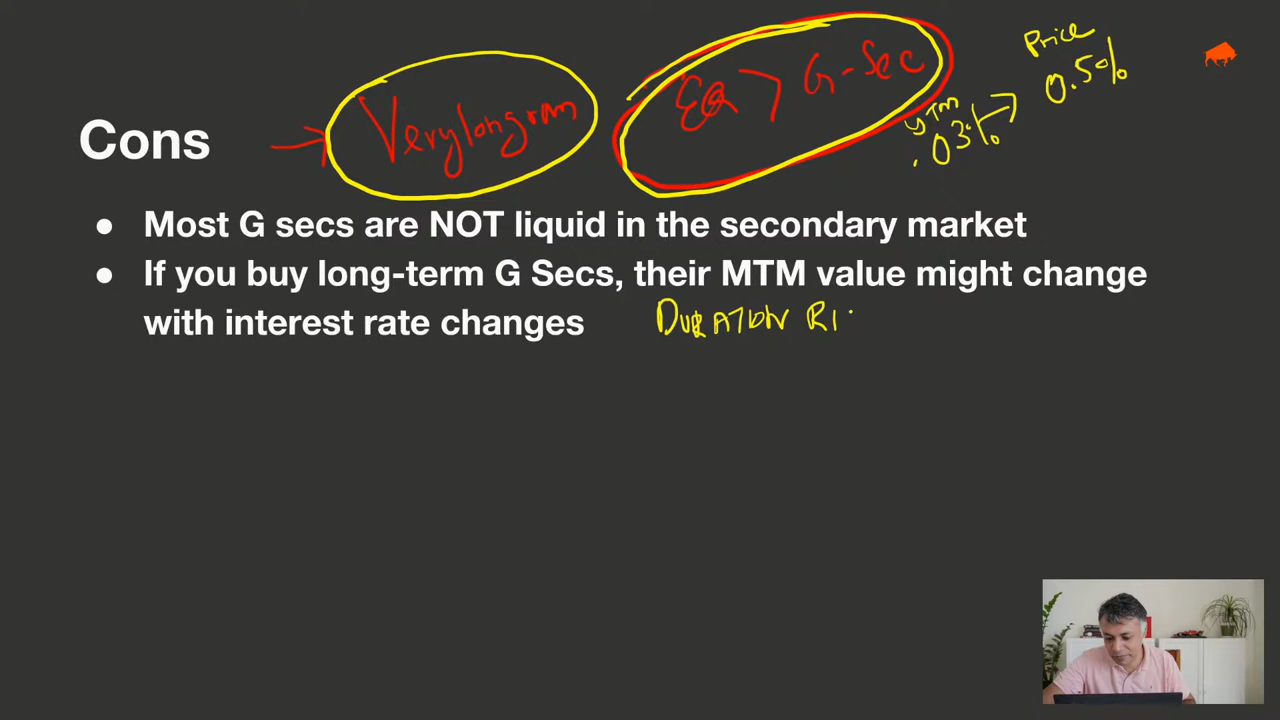 Price
0.5%
EQ > G-Sec
YTM
.03%
Very long run
Cons
● Most G secs are NOT liquid in the secondary market
● If you buy long-term G Secs, their MTM value might change
with interest rate changes
DURATION RI